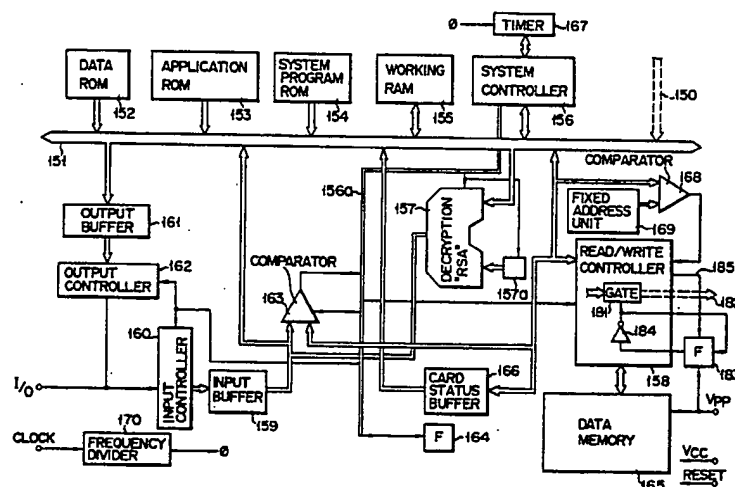 Ø
TIMER
167
DATA
ROM
152
APPLICATION
ROM
153
SYSTEM
PROGRAM
ROM
154
WORKING
RAM
155
SYSTEM
CONTROLLER
156
150
151
COMPARATOR
168
156a
157
DECRYPTION
"RSA"
157a
FIXED
ADDRESS
UNIT
169
OUTPUT
BUFFER
161
OUTPUT
CONTROLLER
162
COMPARATOR
163
READ/WRITE
CONTROLLER
185
GATE
181
184
F
158
INPUT
CONTROLLER
160
INPUT
BUFFER
159
CARD
STATUS
BUFFER
166
I/O
F
164
DATA
MEMORY
165
VPP
VCC
RESET
CLOCK
170
FREQUENCY
DIVIDER
Ø